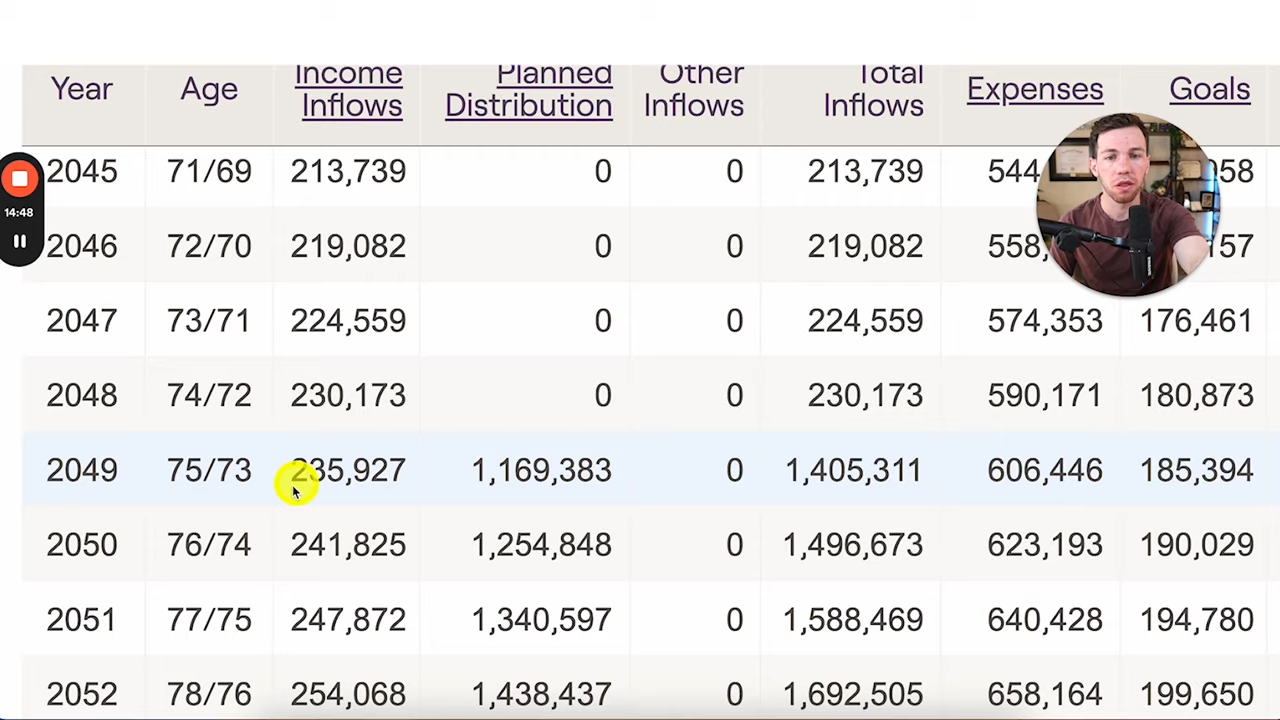 Year Age Income Inflows Planned Distribution Other Inflows Total Inflows Expenses Goals
2045 71/69 213,739 0 0 213,739 544 58
2046 72/70 219,082 0 0 219,082 558, 157
2047 73/71 224,559 0 0 224,559 574,353 176,461
14:48
2048 74/72 230,173 0 0 230,173 590,171 180,873
2049 75/73 235,927 1,169,383 0 1,405,311 606,446 185,394
2050 76/74 241,825 1,254,848 0 1,496,673 623,193 190,029
2051 77/75 247,872 1,340,597 0 1,588,469 640,428 194,780
2052 78/76 254,068 1,438,437 0 1,692,505 658,164 199,650